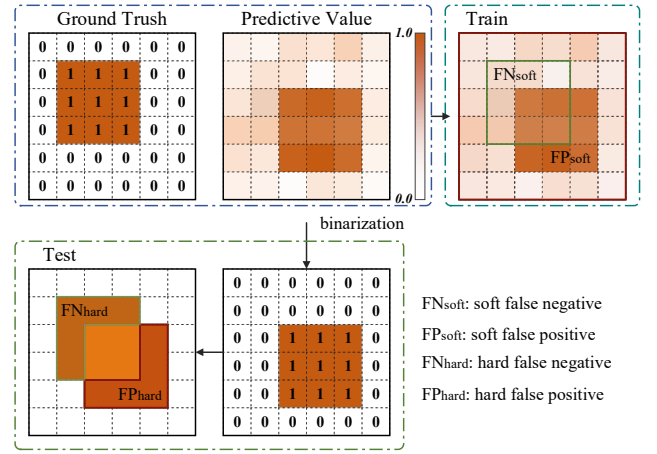 Ground Trush
Predictive Value
Train
0 0 0 0 0 0
0 1 1 1 0 0
0 1 1 1 0 0
0 1 1 1 0 0
0 0 0 0 0 0
0 0 0 0 0 0
1.0
0.0
FNsoft
FPsoft
binarization
Test
FNhard
FPhard
0 0 0 0 0 0
0 0 0 0 0 0
0 0 1 1 1 0
0 0 1 1 1 0
0 0 1 1 1 0
0 0 0 0 0 0
FNsoft: soft false negative
FPsoft: soft false positive
FNhard: hard false negative
FPhard: hard false positive